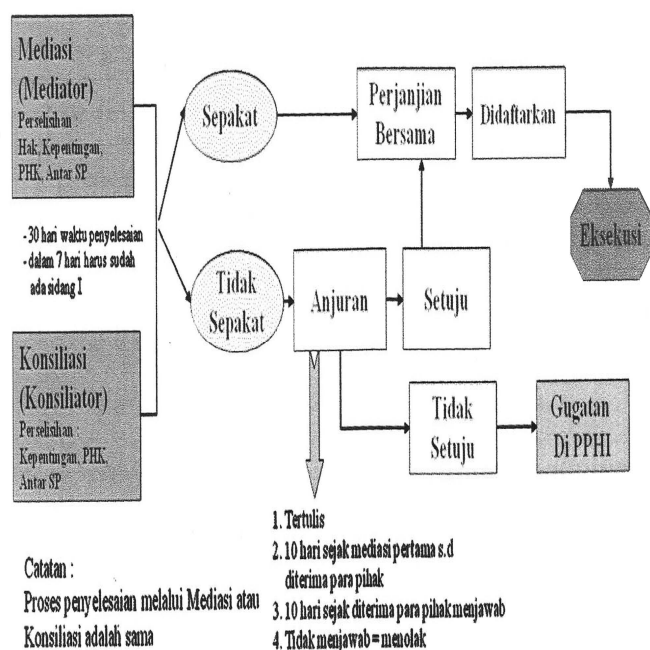 Mediasi
(Mediator)
Perselisihan
Hak, Kepentingan,
PHK, Antar SP
- 30 hari waktu penyelesaian
- dalam 7 hari harus sudah
ada sidang I
Konsiliasi
(Konsiliator)
Perselisihan :
Kepentingan, PHK,
Antar SP
Sepakat
Tidak
Sepakat
Perjanjian
Bersama
Didaftarkan
Eksekusi
Anjuran
Setuju
Tidak
Setuju
Gugatan
Di PPHI
1. Tertulis
2. 10 hari sejak mediasi pertama s.d
diterima para pihak
3. 10 hari sejak diterima para pihak menjawab
4. Tidak menjawab = menolak
Catatan :
Proses penyelesaian melalui Mediasi atau
Konsiliasi adalah sama